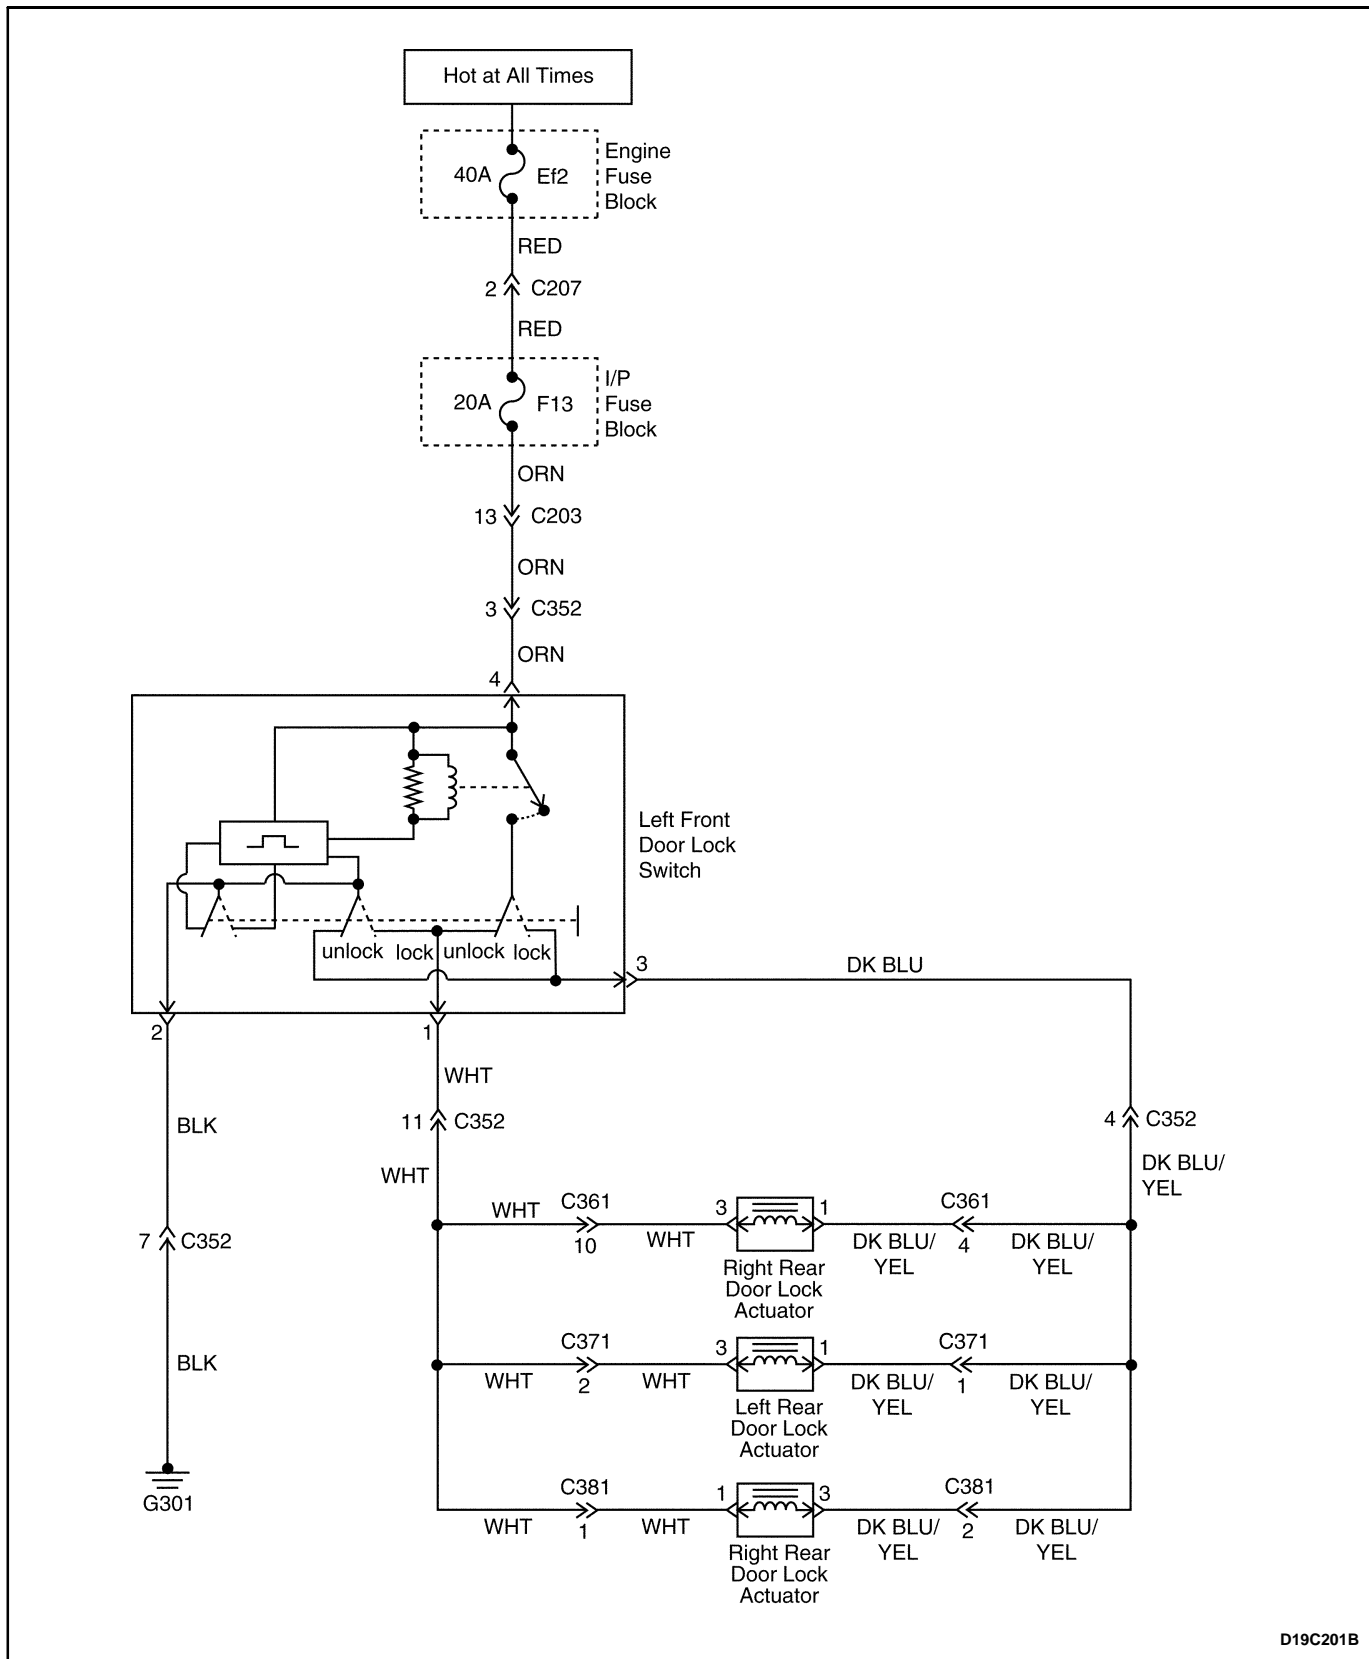 Hot at All Times
40A
Ef2
Engine
Fuse
Block
RED
2
C207
RED
20A
F13
I/P
Fuse
Block
ORN
13
C203
ORN
3
C352
ORN
4
Left Front
Door Lock
Switch
unlock
lock
unlock
lock
3
DK BLU
2
1
WHT
BLK
11
C352
4
C352
WHT
DK BLU/
YEL
7
C352
WHT
C361
10
WHT
3
1
Right Rear
Door Lock
Actuator
DK BLU/
YEL
C361
4
DK BLU/
YEL
BLK
WHT
C371
2
WHT
3
1
Left Rear
Door Lock
Actuator
DK BLU/
YEL
C371
1
DK BLU/
YEL
G301
WHT
C381
1
WHT
1
3
Right Rear
Door Lock
Actuator
DK BLU/
YEL
C381
2
DK BLU/
YEL
D19C201B